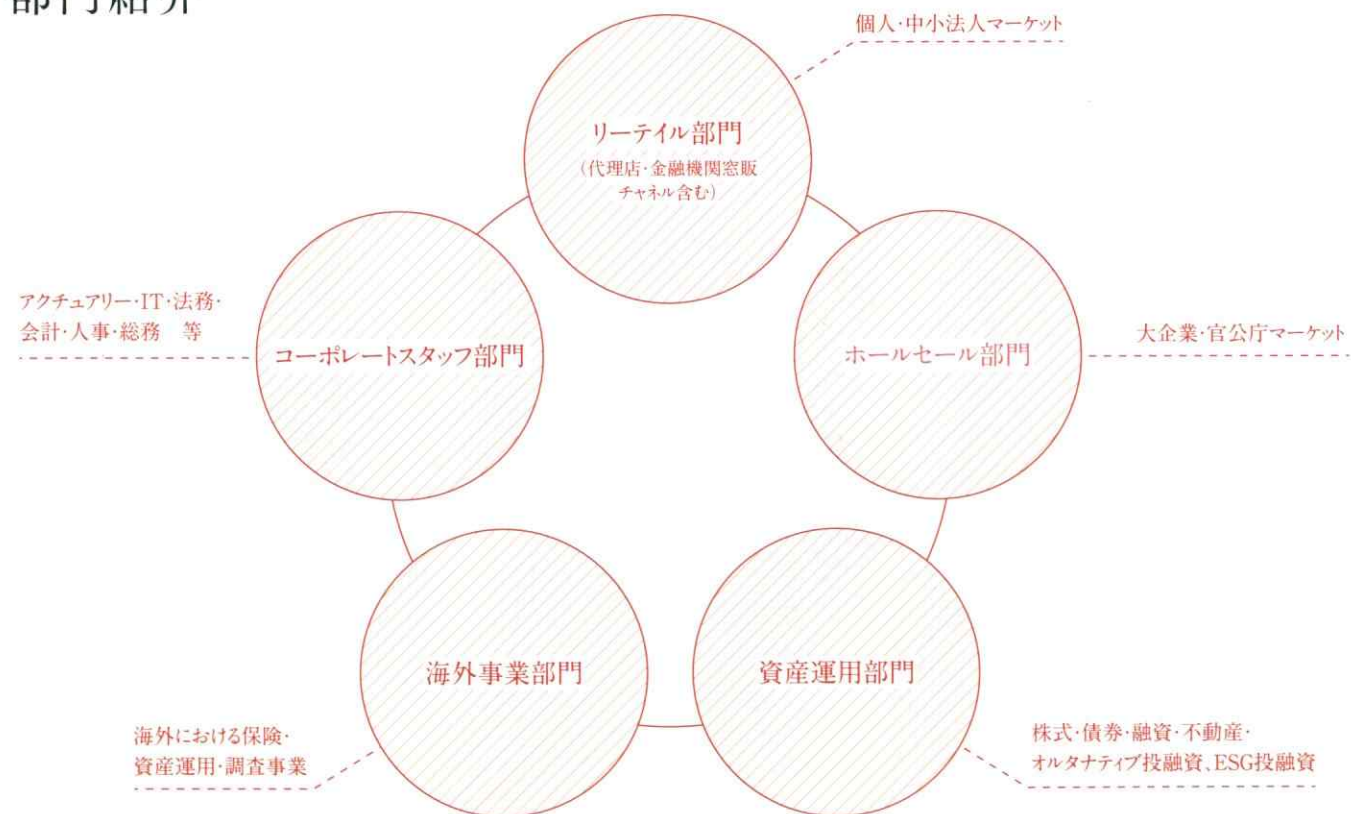 部門紹介
個人・中小法人マーケット
リーテイル部門
(代理店・金融機関窓販
チャネル含む)
アクチュアリー・IT・法務・
会計・人事・総務　等
コーポレートスタッフ部門
ホールセール部門
大企業・官公庁マーケット
海外事業部門
資産運用部門
海外における保険・
資産運用・調査事業
株式・債券・融資・不動産・
オルタナティブ投融資、ESG投融資